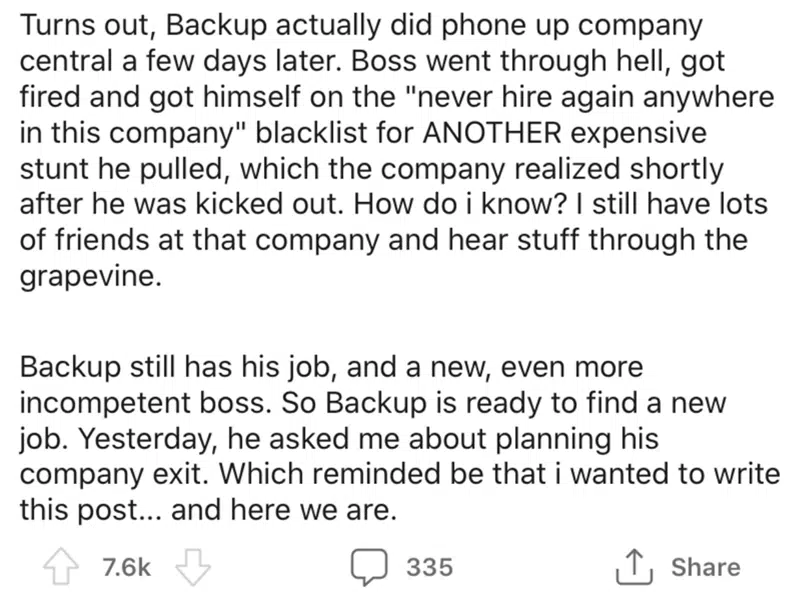 Turns out, Backup actually did phone up company
central a few days later. Boss went through hell, got
fired and got himself on the "never hire again anywhere
in this company" blacklist for ANOTHER expensive
stunt he pulled, which the company realized shortly
after he was kicked out. How do i know? I still have lots
of friends at that company and hear stuff through the
grapevine.
Backup still has his job, and a new, even more
incompetent boss. So Backup is ready to find a new
job. Yesterday, he asked me about planning his
company exit. Which reminded be that i wanted to write
this post... and here we are.
7.6k 335 Share